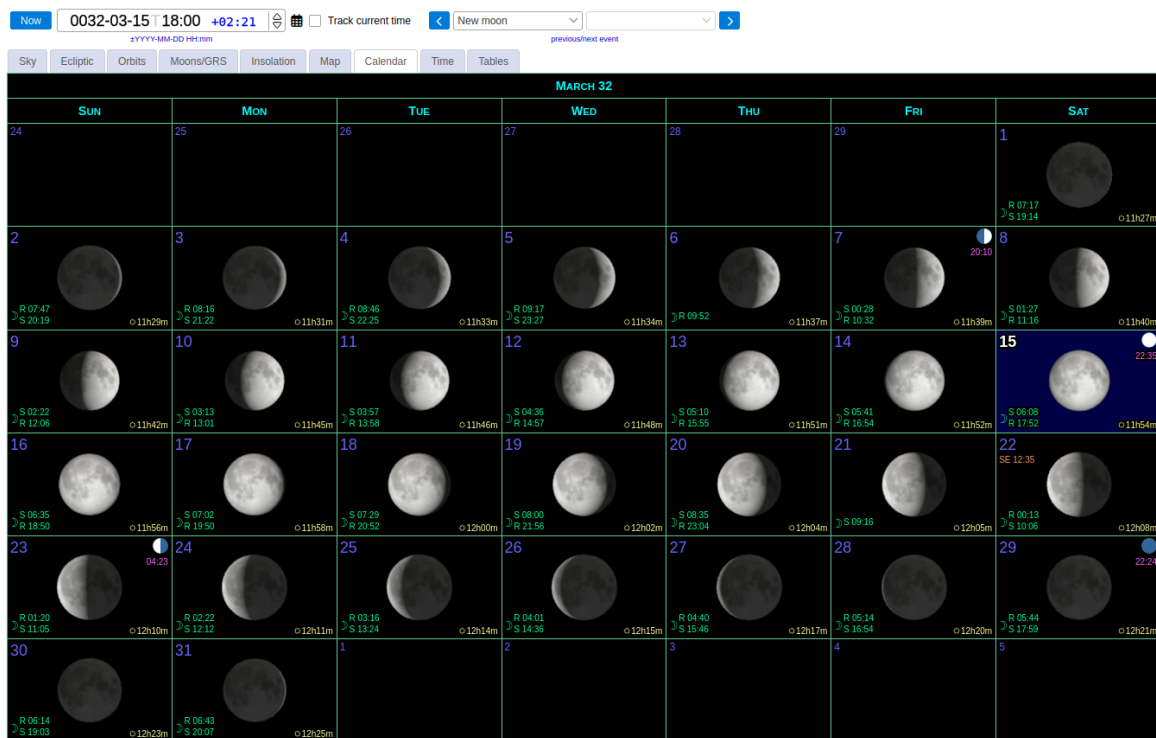 Now 0032-03-15T18:00 +02:21 Track current time New moon
±YYYY-MM-DD HH:mm previous/next event
Sky Ecliptic Orbits Moons/GRS Insolation Map Calendar Time Tables
MARCH 32
SUN MON TUE WED THU FRI SAT
24 25 26 27 28 29 1
R 07:17
S 19:14 11h27m
2 3 4 5 6 7 8
20:10
R 07:47 R 08:16 R 08:46 R 09:17 R 09:52 S 00:28 S 01:27
S 20:19 11h29m S 21:22 11h31m S 22:25 11h33m S 23:27 11h34m 11h37m R 10:32 11h39m R 11:16 11h40m
9 10 11 12 13 14 15
22:35
S 02:22 S 03:13 S 03:57 S 04:36 S 05:10 S 05:41 S 06:08
R 12:06 11h42m R 13:01 11h45m R 13:58 11h46m R 14:57 11h48m R 15:55 11h51m R 16:54 11h52m R 17:52 11h54m
16 17 18 19 20 21 22
SE 12:35
S 06:35 S 07:02 S 07:29 S 08:00 S 08:35 S 09:16 R 00:13
R 18:50 11h56m R 19:50 11h58m R 20:52 12h00m R 21:56 12h02m R 23:04 12h04m 12h05m S 10:06 12h08m
23 24 25 26 27 28 29
04:23 22:24
R 01:20 R 02:22 R 03:16 R 04:01 R 04:40 R 05:14 R 05:44
S 11:05 12h10m S 12:12 12h11m S 13:24 12h14m S 14:36 12h15m S 15:46 12h17m S 16:54 12h20m S 17:59 12h21m
30 31 1 2 3 4 5
R 06:14 R 06:43
S 19:03 12h23m S 20:07 12h25m